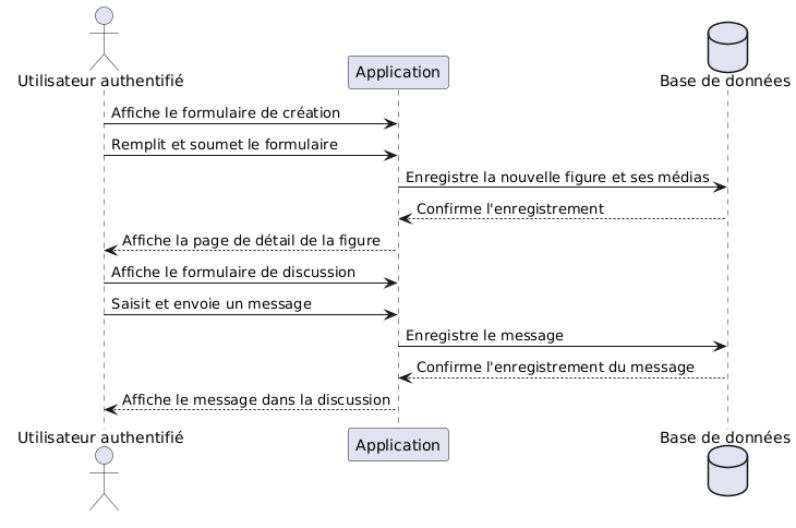 Utilisateur authentifié
Application
Base de données
Affiche le formulaire de création
Remplit et soumet le formulaire
Enregistre la nouvelle figure et ses médias
Confirme l'enregistrement
Affiche la page de détail de la figure
Affiche le formulaire de discussion
Saisit et envoie un message
Enregistre le message
Confirme l'enregistrement du message
Affiche le message dans la discussion
Utilisateur authentifié
Application
Base de données